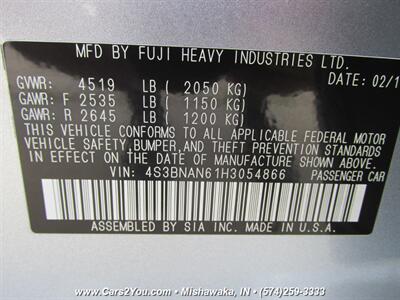 MFD BY FUJI HEAVY INDUSTRIES LTD.
DATE: 02/1
GVWR: 4519 LB ( 2050 KG)
GAWR: F 2535 LB ( 1150 KG)
GAWR: R 2645 LB ( 1200 KG)
THIS VEHICLE CONFORMS TO ALL APPLICABLE FEDERAL MOTOR
VEHICLE SAFETY,BUMPER,AND THEFT PREVENTION STANDARDS
IN EFFECT ON THE DATE OF MANUFACTURE SHOWN ABOVE.
VIN: 4S3BNAN61H3054866 PASSENGER CAR
ASSEMBLED BY SIA INC. MADE IN U.S.A.
www.Cars2You.com - Mishawaka, IN - (574)259-3333